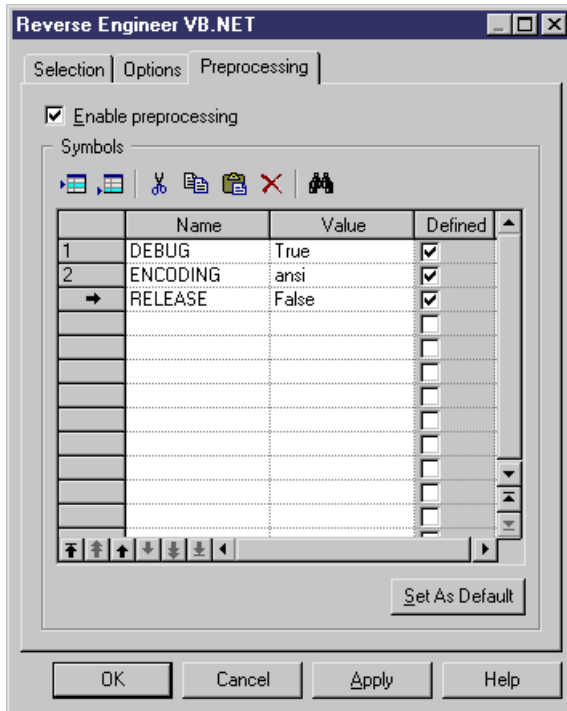 Reverse Engineer VB.NET
Selection Options Preprocessing
Enable preprocessing
Symbols
Name Value Defined
1 DEBUG True
2 ENCODING ansi
RELEASE False
Set As Default
OK Cancel Apply Help